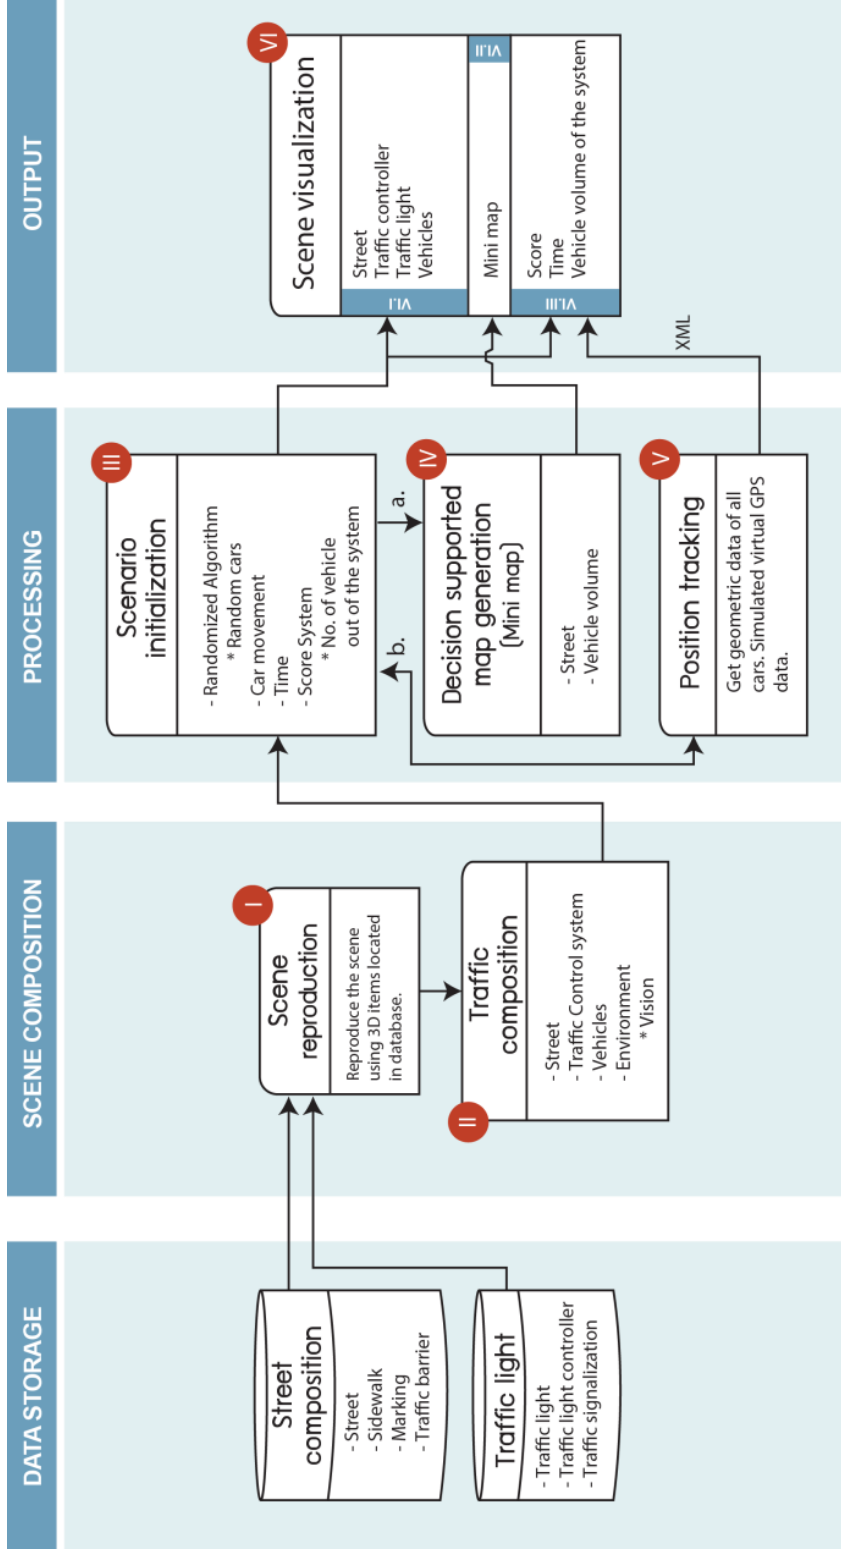 DATA STORAGE
Street
composition
- Street
- Sidewalk
- Marking
- Traffic barrier
Traffic light
- Traffic light
- Traffic light controller
- Traffic signalization
SCENE COMPOSITION
I
Scene
reproduction
Reproduce the scene
using 3D items located
in database.
II
Traffic
composition
- Street
- Traffic Control system
- Vehicles
- Environment
* Vision
PROCESSING
III
Scenario
initialization
- Randomized Algorithm
* Random cars
- Car movement
- Time
- Score System
* No. of vehicle
out of the system
b.
a.
IV
Decision supported
map generation
(Mini map)
- Street
- Vehicle volume
V
Position tracking
Get geometric data of all
cars. Simulated virtual GPS
data.
OUTPUT
VI
Scene visualization
VI.I
Street
Traffic controller
Traffic light
Vehicles
Mini map
VI.II
VI.III
Score
Time
Vehicle volume of the system
XML